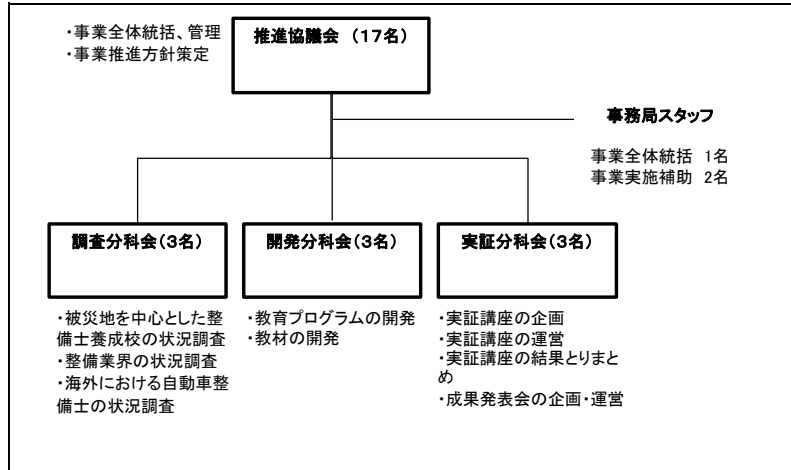 ・事業全体統括、管理
・事業推進方針策定
推進協議会 (17名)
事務局スタッフ
事業全体統括 1名
事業実施補助 2名
調査分科会(3名)
・被災地を中心とした整
備士養成校の状況調査
・整備業界の状況調査
・海外における自動車整
備士の状況調査
開発分科会(3名)
・教育プログラムの開発
・教材の開発
実証分科会(3名)
・実証講座の企画
・実証講座の運営
・実証講座の結果とりまと
め
・成果発表会の企画・運営